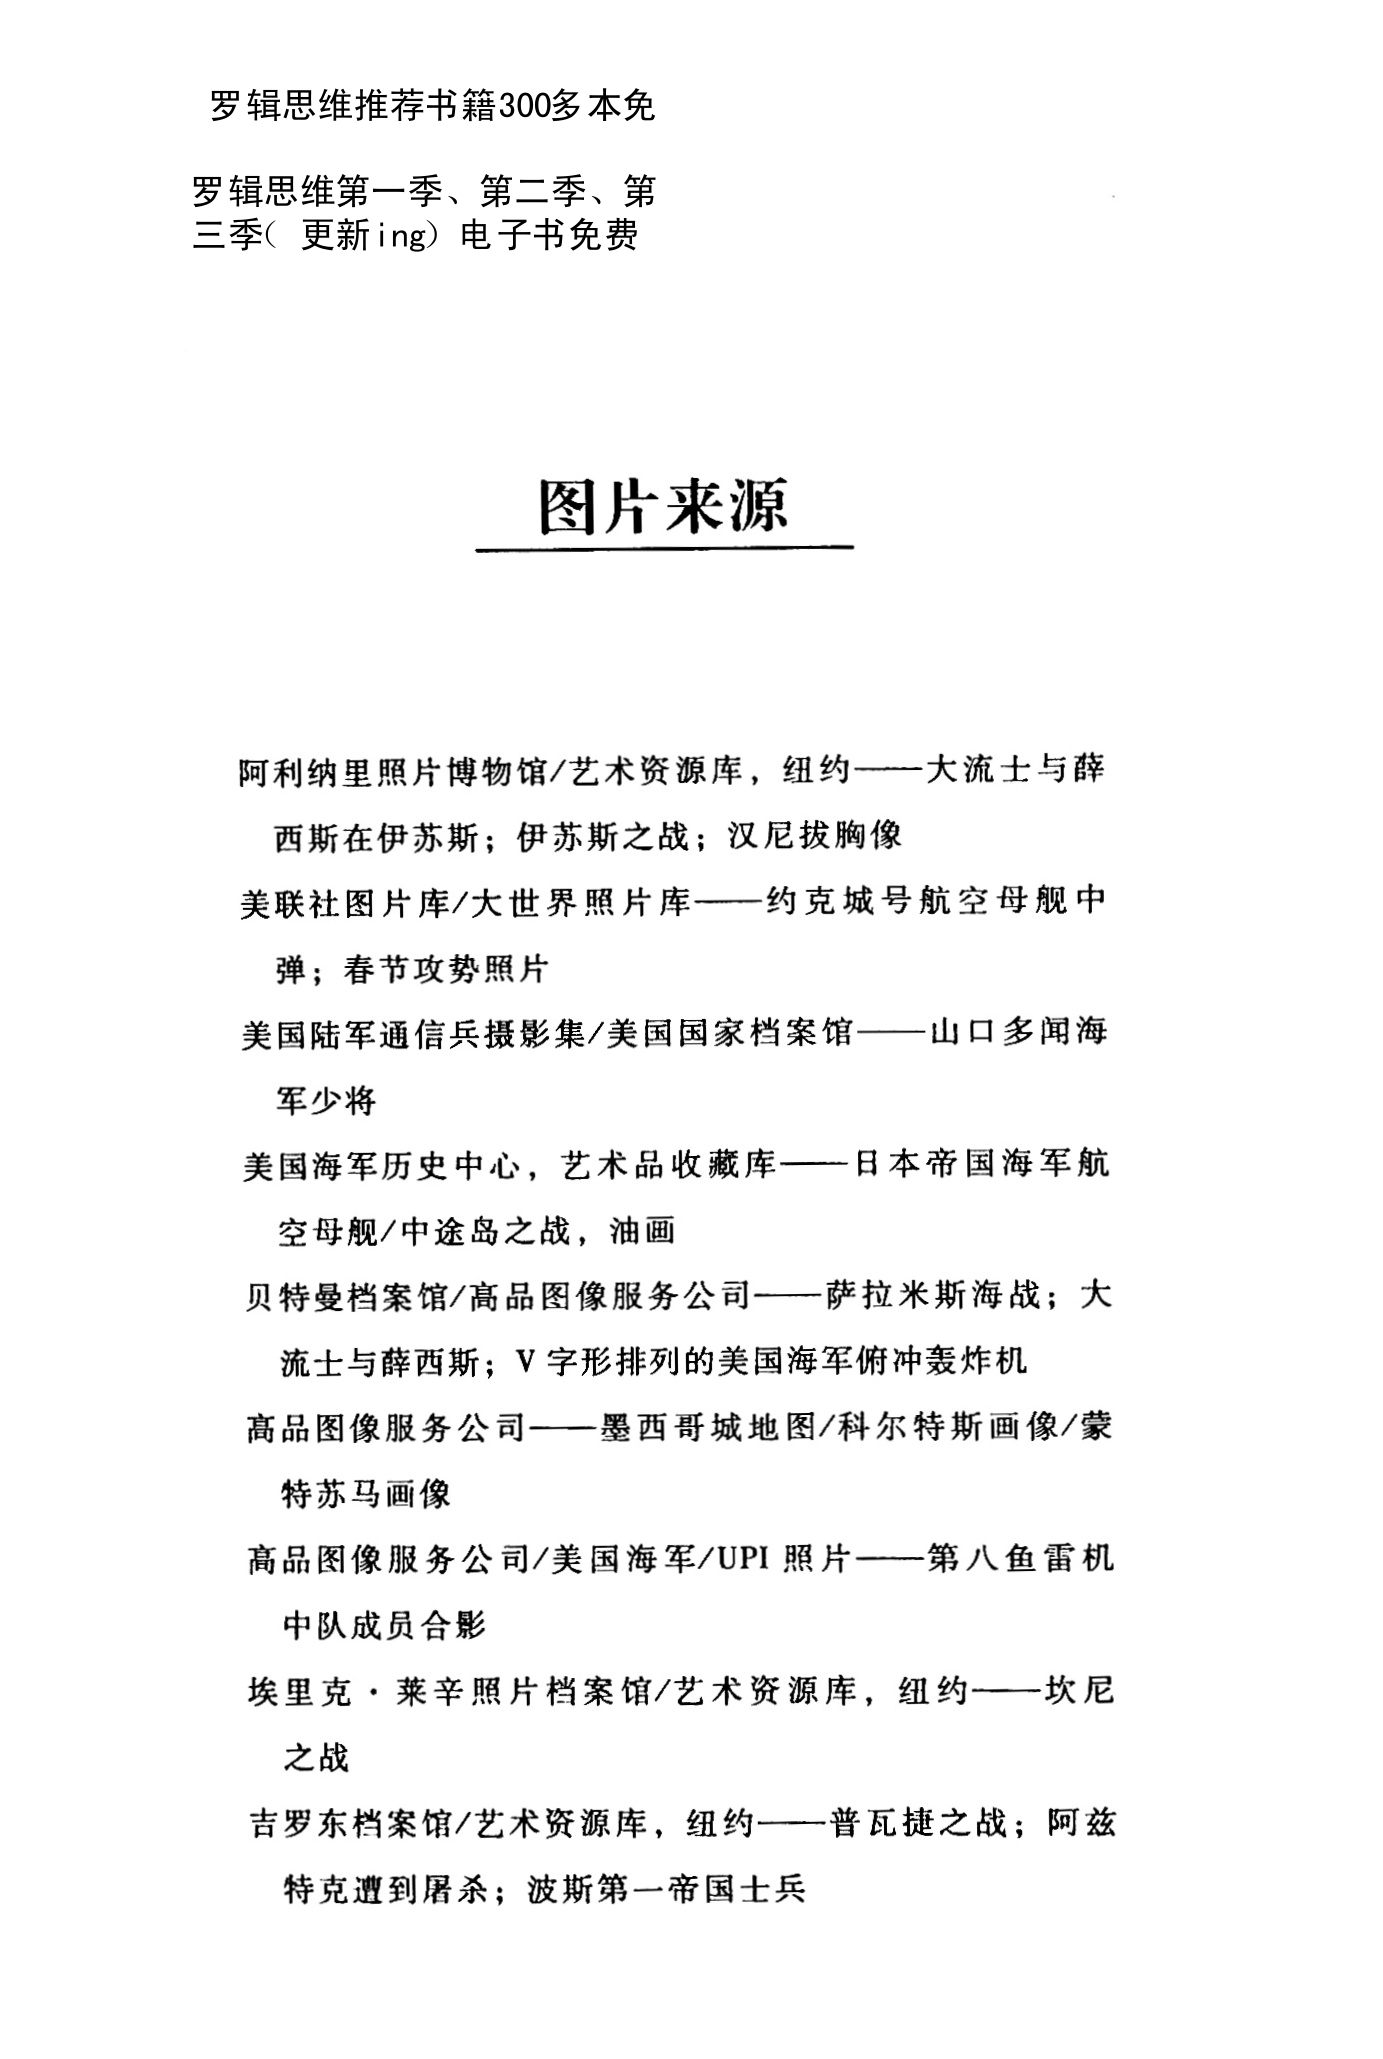 罗辑思维推荐书籍300多本免
罗辑思维第一季、第二季、第
三季( 更新ing) 电子书免费
图片来源
阿利纳里照片博物馆/艺术资源库，纽约——大流士与薛
西斯在伊苏斯；伊苏斯之战；汉尼拔胸像
美联社图片库/大世界照片库——约克城号航空母舰中
弹；春节攻势照片
美国陆军通信兵摄影集/美国国家档案馆——山口多闻海
军少将
美国海军历史中心，艺术品收藏库——日本帝国海军航
空母舰/中途岛之战，油画
贝特曼档案馆/高品图像服务公司——萨拉米斯海战；大
流士与薛西斯；V 字形排列的美国海军俯冲轰炸机
高品图像服务公司——墨西哥城地图/科尔特斯画像/蒙
特苏马画像
高品图像服务公司/美国海军/UPI 照片——第八鱼雷机
中队成员合影
埃里克·莱辛照片档案馆/艺术资源库，纽约——坎尼
之战
吉罗东档案馆/艺术资源库，纽约——普瓦捷之战；阿兹
特克遭到屠杀；波斯第一帝国士兵